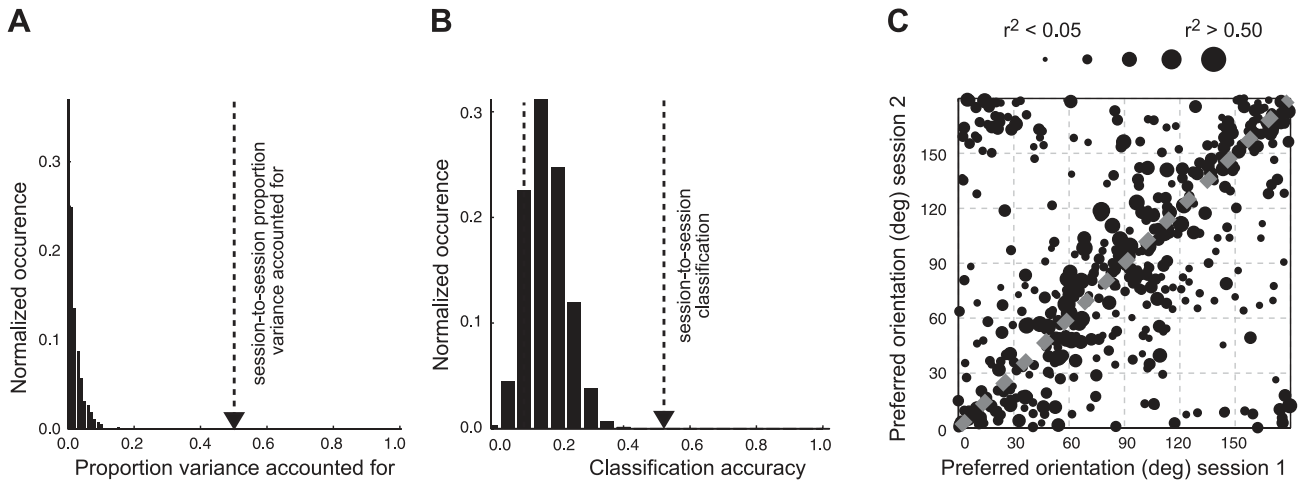 A
Normalized occurence
0.3
0.2
0.1
0.0
0.0 0.2 0.4 0.6 0.8 1.0
Proportion variance accounted for
session-to-session proportion
variance accounted for
B
Normalized occurence
0.3
0.2
0.1
0.0
0.0 0.2 0.4 0.6 0.8 1.0
Classification accuracy
session-to-session
classification
C
r2 < 0.05 r2 > 0.50
Preferred orientation (deg) session 2
150
120
90
60
30
0
0 30 60 90 120 150
Preferred orientation (deg) session 1